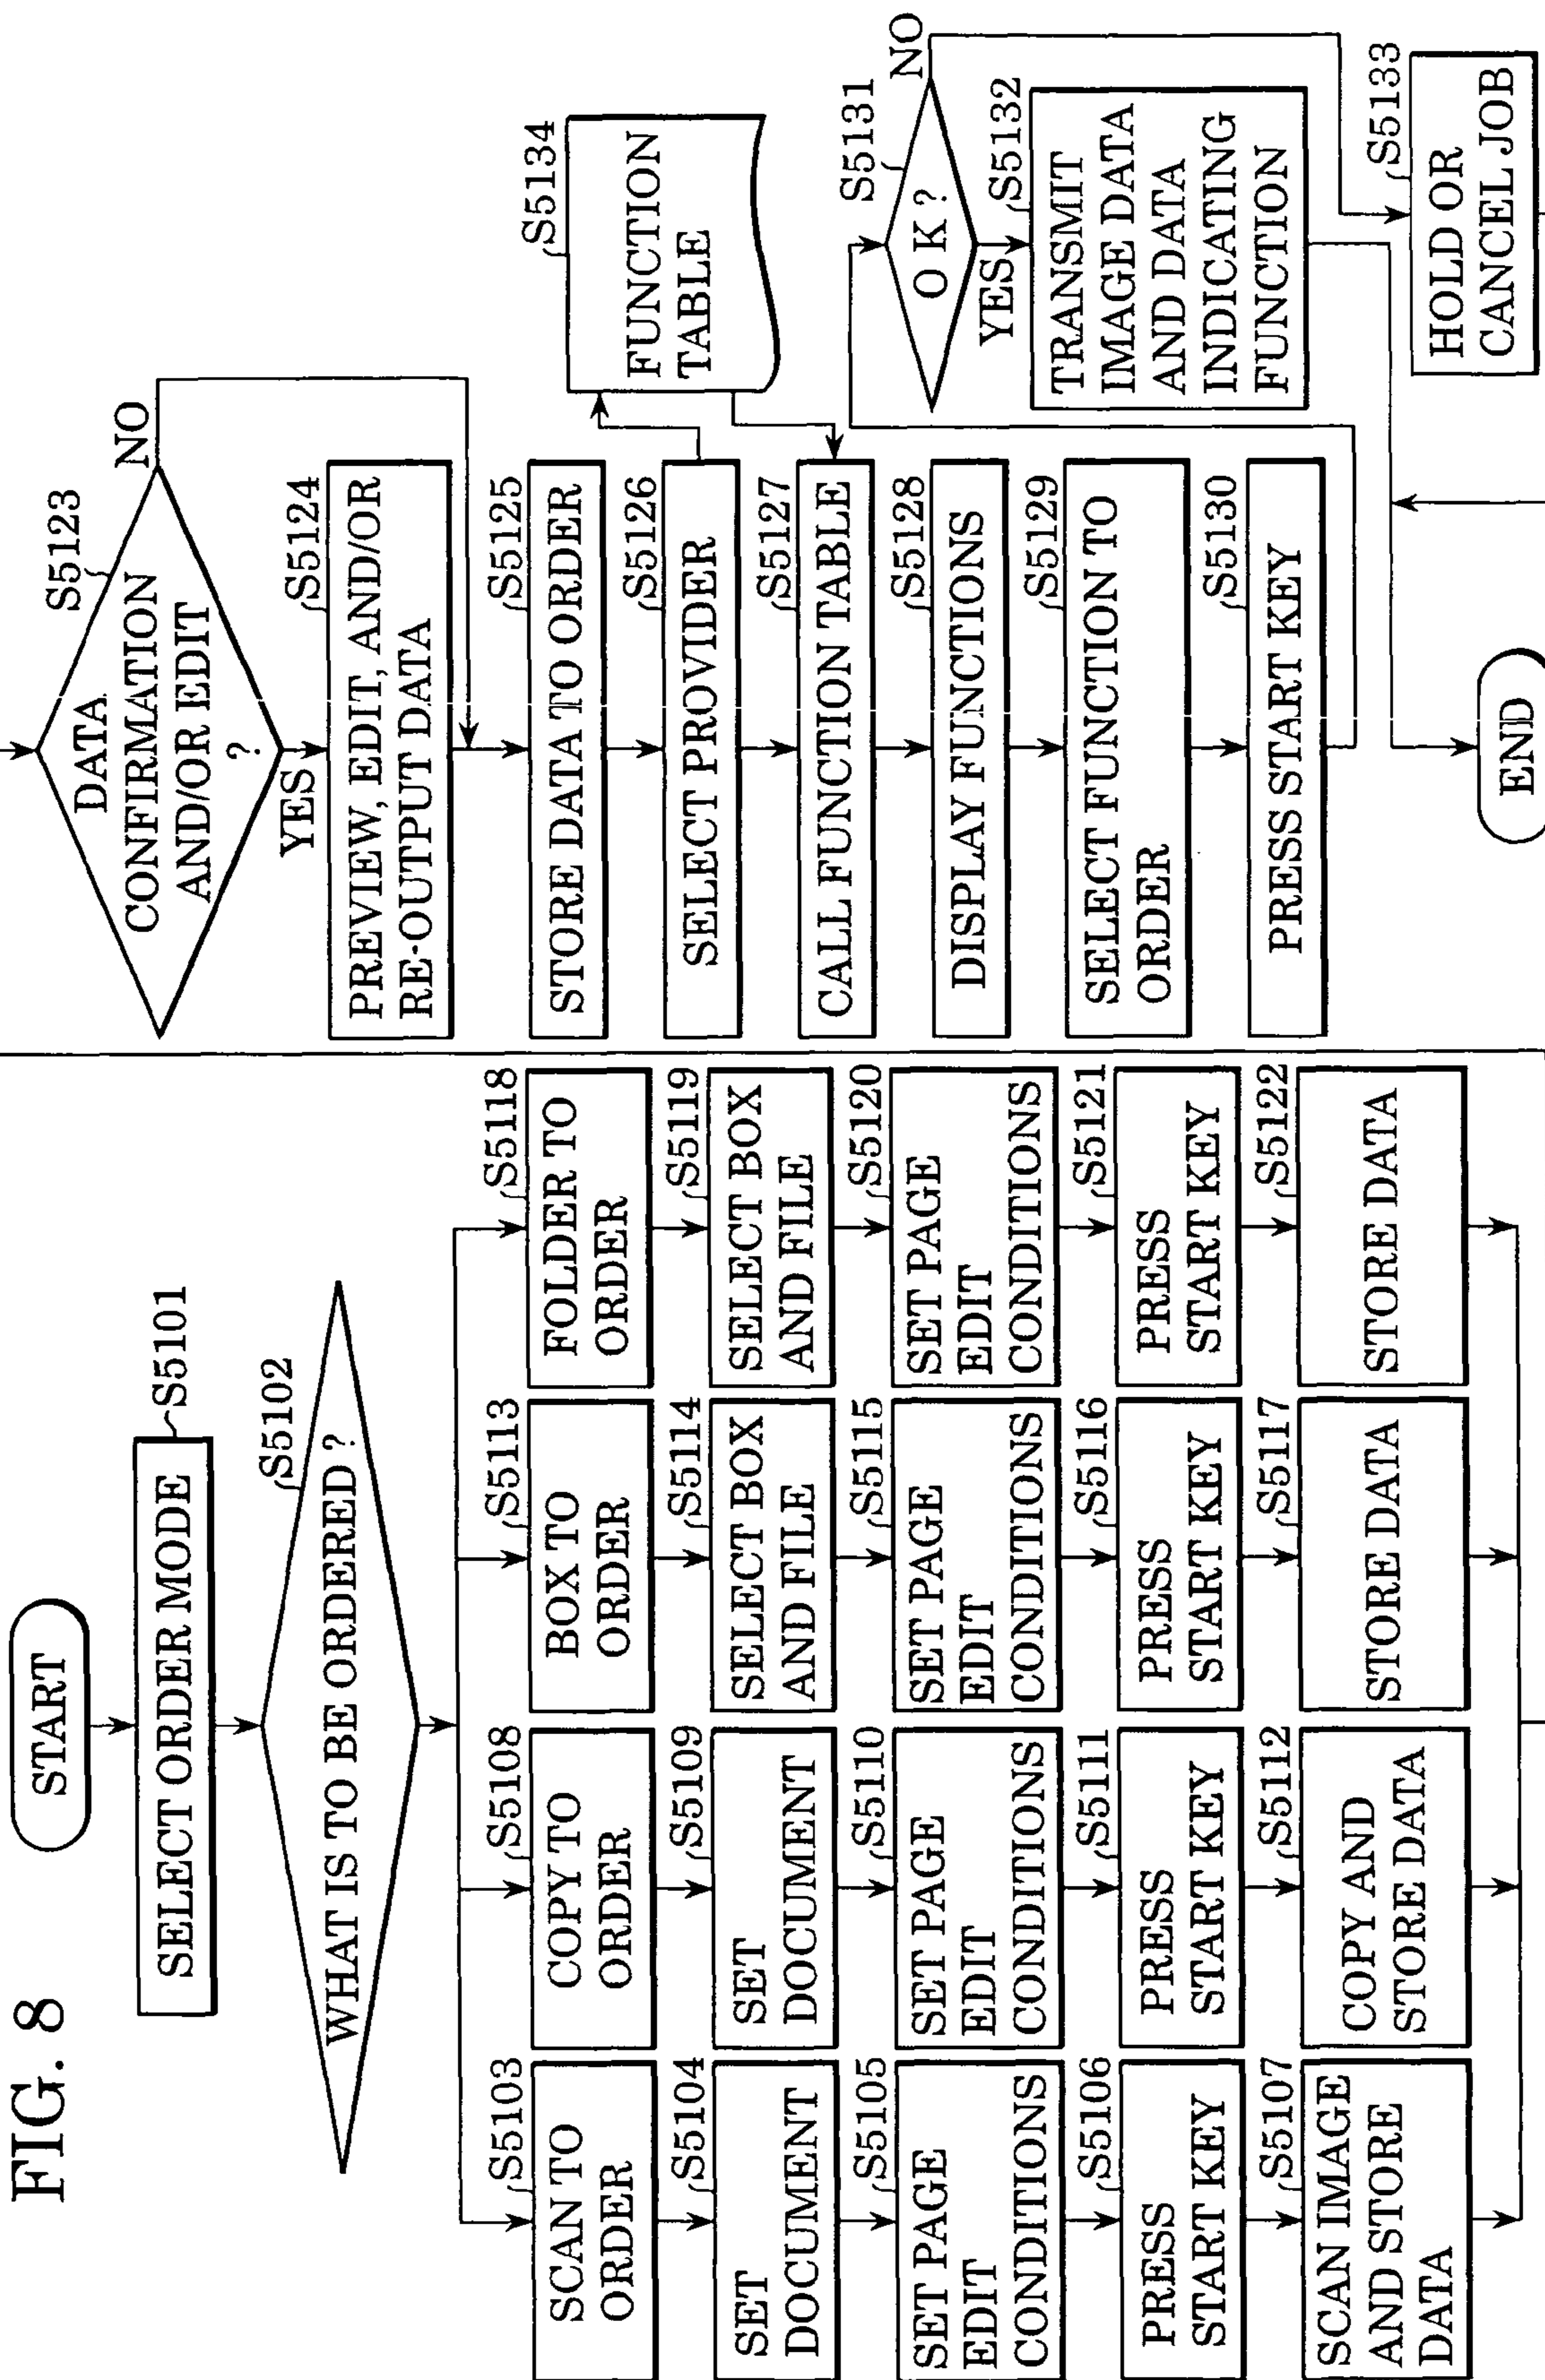 FIG. 8
START
SELECT ORDER MODE
S5101
S5102
WHAT IS TO BE ORDERED ?
S5103
SCAN TO
ORDER
S5104
SET
DOCUMENT
S5105
SET PAGE
EDIT
CONDITIONS
S5106
PRESS
START KEY
S5107
SCAN IMAGE
AND STORE
DATA
S5108
COPY TO
ORDER
S5109
SET
DOCUMENT
S5110
SET PAGE
EDIT
CONDITIONS
S5111
PRESS
START KEY
S5112
COPY AND
STORE DATA
S5113
BOX TO
ORDER
S5114
SELECT BOX
AND FILE
S5115
SET PAGE
EDIT
CONDITIONS
S5116
PRESS
START KEY
S5117
STORE DATA
S5118
FOLDER TO
ORDER
S5119
SELECT BOX
AND FILE
S5120
SET PAGE
EDIT
CONDITIONS
S5121
PRESS
START KEY
S5122
STORE DATA
S5123
DATA
CONFIRMATION
AND/OR EDIT
?
NO
YES
S5124
PREVIEW, EDIT, AND/OR
RE-OUTPUT DATA
S5125
STORE DATA TO ORDER
S5126
SELECT PROVIDER
S5127
CALL FUNCTION TABLE
S5128
DISPLAY FUNCTIONS
S5129
SELECT FUNCTION TO
ORDER
S5130
PRESS START KEY
S5134
FUNCTION
TABLE
S5131
O K ?
NO
YES
S5132
TRANSMIT
IMAGE DATA
AND DATA
INDICATING
FUNCTION
S5133
HOLD OR
CANCEL JOB
END